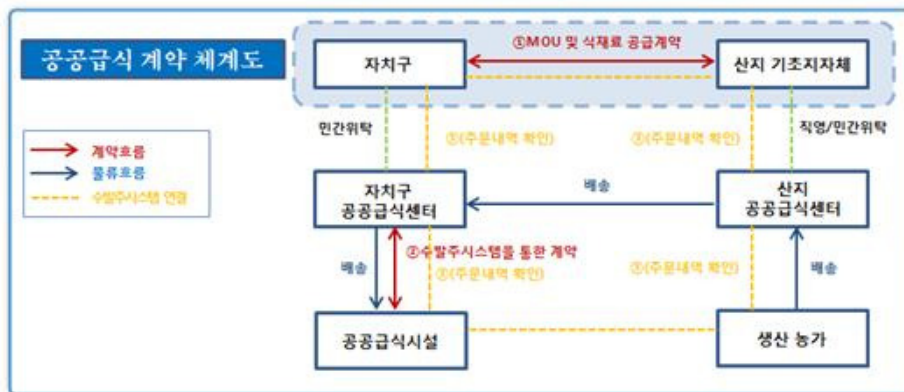 공공급식 계약 체계도
자치구
①MOU 및 식재료 공급계약
산지 기초지자체
민간위탁
③(주문내역 확인)
③(주문내역 확인)
직영/민간위탁
계약흐름
물류흐름
수발주시스템 연결
자치구
공공급식센터
배송
산지
공공급식센터
배송
②수발주시스템을 통한 계약
③(주문내역 확인)
③(주문내역 확인)
배송
공공급식시설
생산 농가